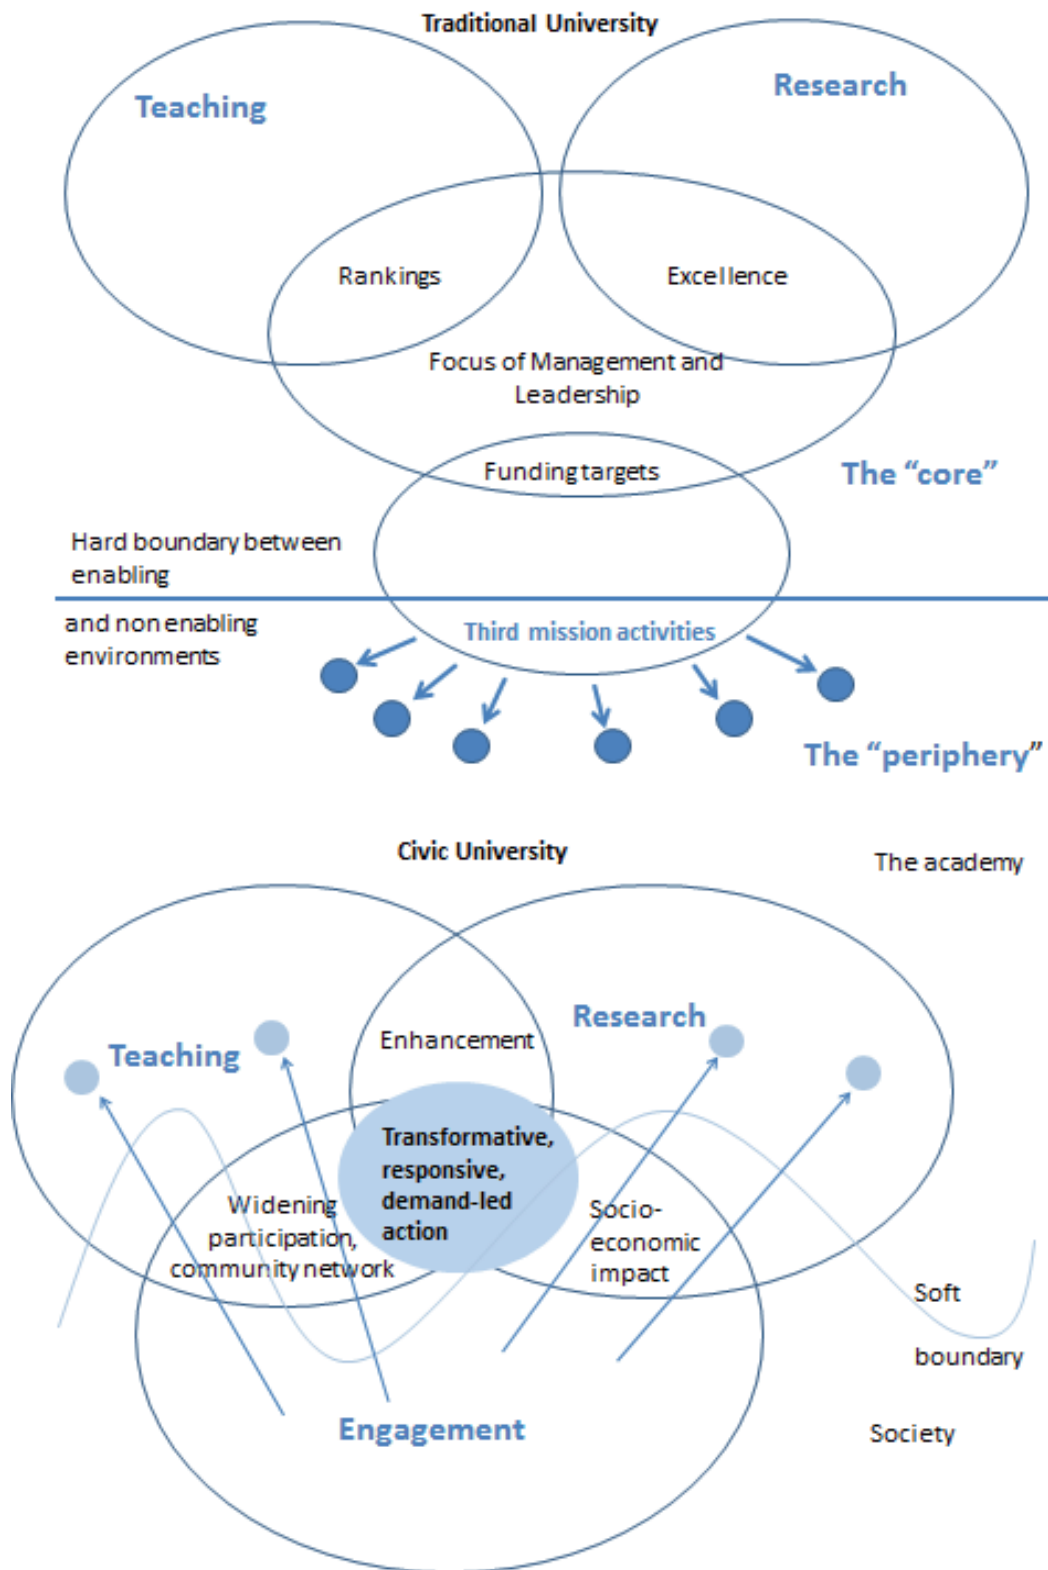 Traditional University
Teaching
Research
Rankings
Excellence
Focus of Management and
Leadership
Funding targets
The “core”
Hard boundary between
enabling
and non enabling
environments
Third mission activities
The “periphery”
Civic University
The academy
Teaching
Research
Enhancement
Transformative,
responsive,
demand-led
action
Widening
participation,
community network
Socio-
economic
impact
Soft
boundary
Engagement
Society